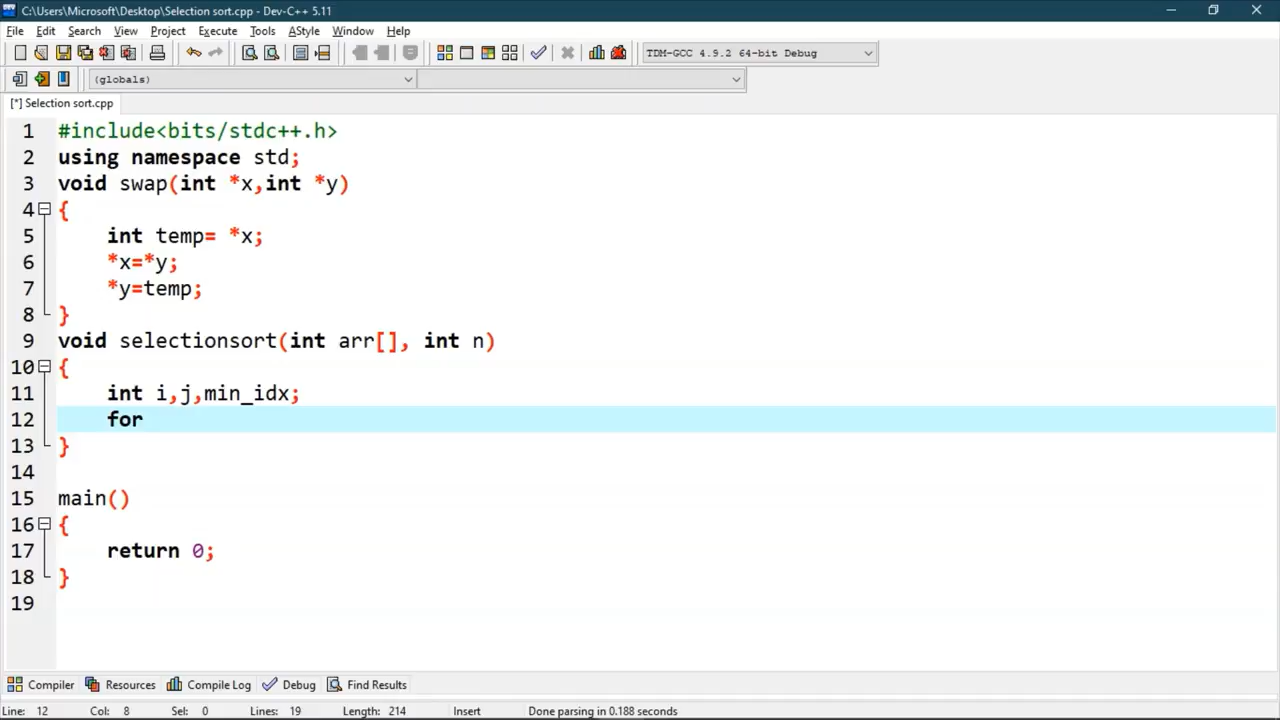 C:\Users\Microsoft\Desktop\Selection sort.cpp - Dev-C++ 5.11
File Edit Search View Project Execute Tools AStyle Window Help
TDM-GCC 4.9.2 64-bit Debug
(globals)
[*] Selection sort.cpp
1 #include<bits/stdc++.h>
2 using namespace std;
3 void swap(int *x,int *y)
4 {
5 int temp= *x;
6 *x=*y;
7 *y=temp;
8 }
9 void selectionsort(int arr[], int n)
10 {
11 int i,j,min_idx;
12 for
13 }
14
15 main()
16 {
17 return 0;
18 }
19
Compiler Resources Compile Log Debug Find Results
Line: 12 Col: 8 Sel: 0 Lines: 19 Length: 214 Insert Done parsing in 0.188 seconds